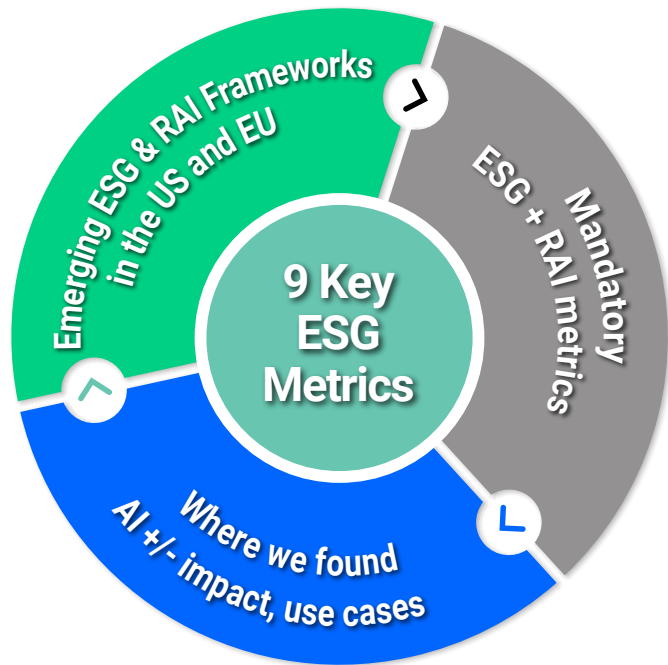 Emerging ESG & RAI Frameworks
in the US and EU
Mandatory
ESG + RAI metrics
9 Key
ESG
Metrics
Where we found
AI +/- impact, use cases